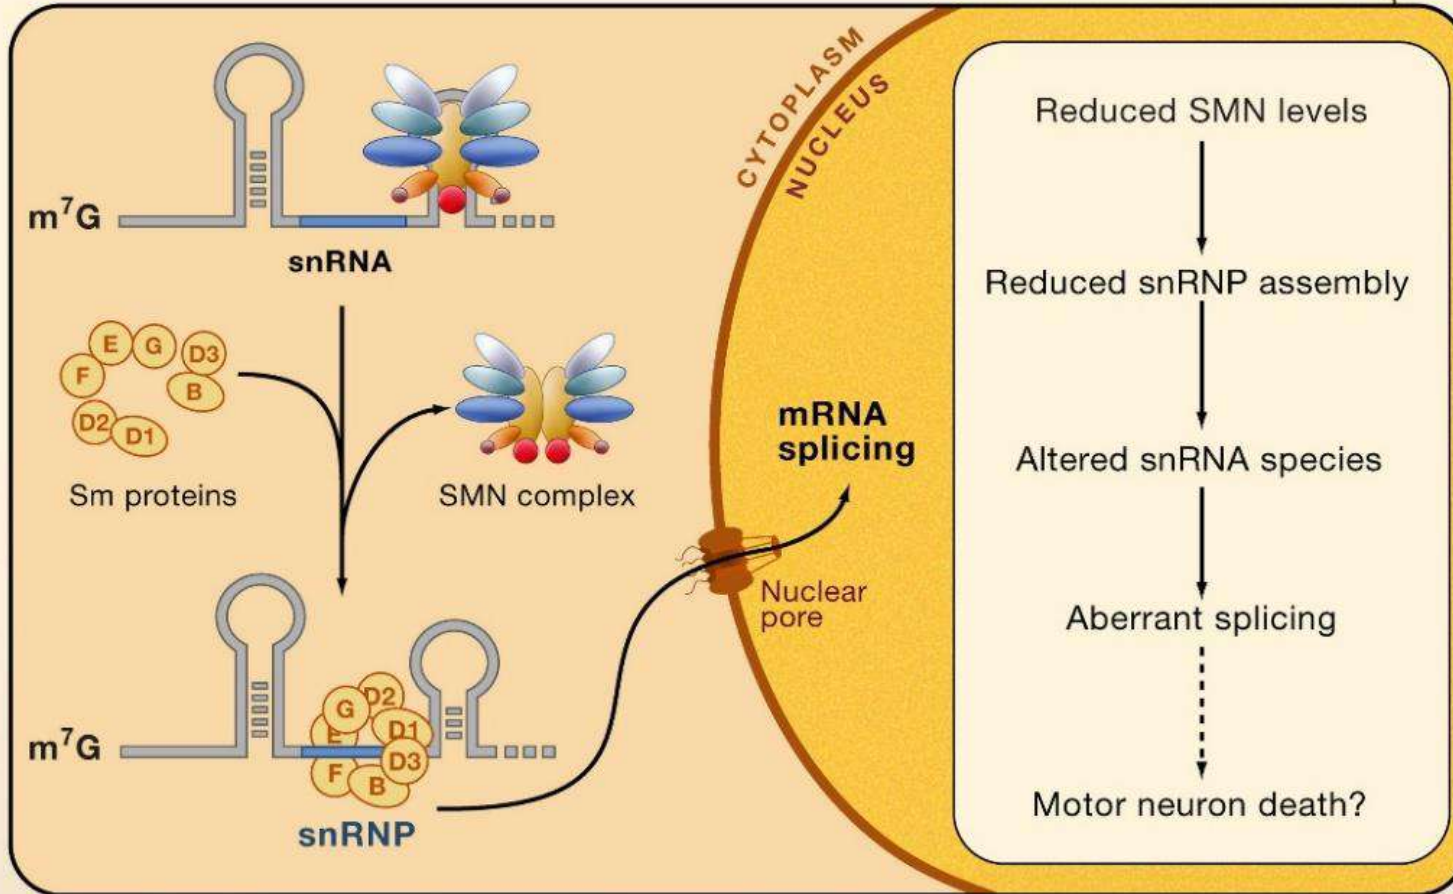 CYTOPLASM
NUCLEUS
m⁷G
snRNA
E
G
D3
F
B
D2
D1
Sm proteins
SMN complex
mRNA
splicing
Nuclear
pore
m⁷G
D2
G
D1
E
D3
F
B
snRNP
Reduced SMN levels
Reduced snRNP assembly
Altered snRNA species
Aberrant splicing
Motor neuron death?